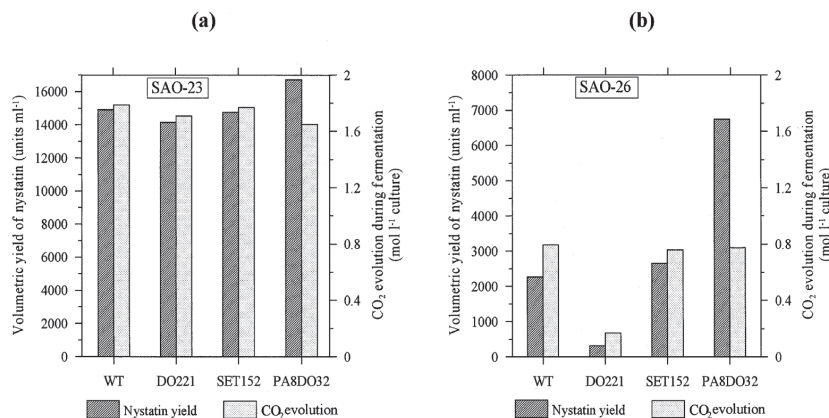 (a)
SAO-23
Volumetric yield of nystatin (units ml-1)
16000
14000
12000
10000
8000
6000
4000
2000
0
2
1.6
1.2
0.8
0.4
0
CO2 evolution during fermentation
(mol l-1 culture)
WT DO221 SET152 PA8DO32
Nystatin yield CO2 evolution
(b)
SAO-26
Volumetric yield of nystatin (units ml-1)
8000
7000
6000
5000
4000
3000
2000
1000
0
2
1.6
1.2
0.8
0.4
0
CO2 evolution during fermentation
(mol l-1 culture)
WT DO221 SET152 PA8DO32
Nystatin yield CO2 evolution